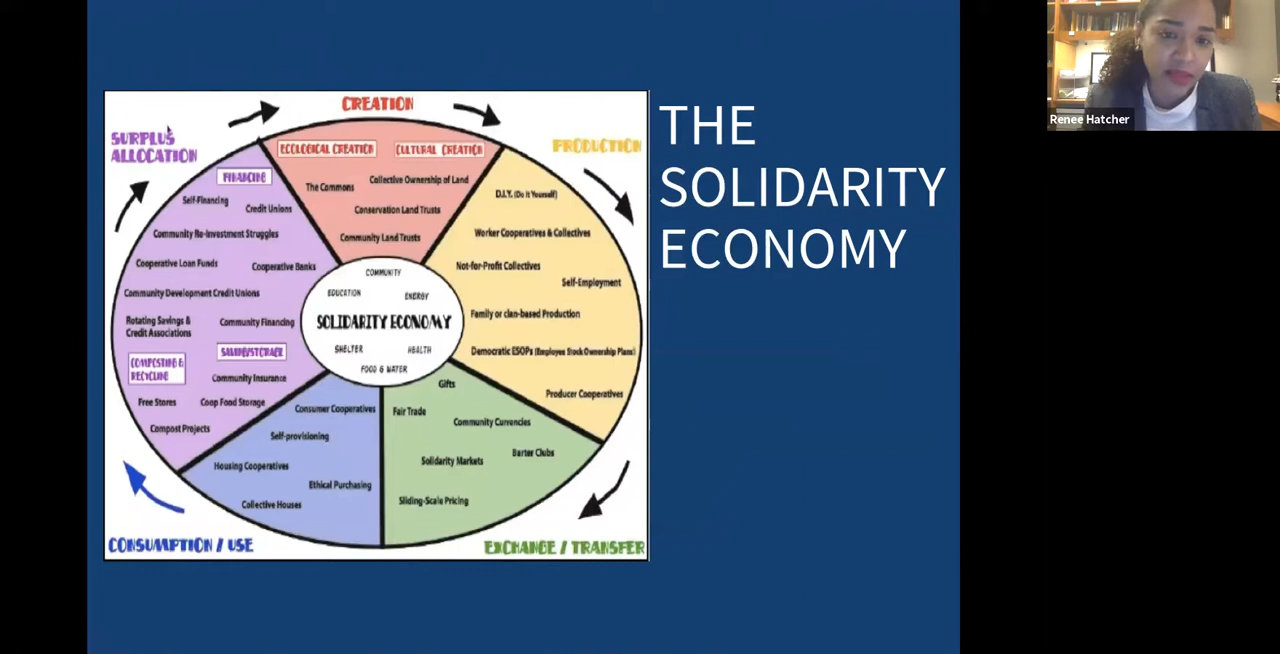 Renee Hatcher
THE
SOLIDARITY
ECONOMY
CREATION
ECOLOGICAL CREATION
CULTURAL CREATION
The Commons
Collective Ownership of Land
Conservation Land Trusts
Community Land Trusts
PRODUCTION
D.I.Y. (Do It Yourself)
Worker Cooperatives & Collectives
Not-for-Profit Collectives
Self-Employment
Family or clan-based Production
Democratic ESOPs (Employee Stock Ownership Plans)
Producer Cooperatives
EXCHANGE / TRANSFER
Gifts
Fair Trade
Community Currencies
Barter Clubs
Solidarity Markets
Sliding-Scale Pricing
CONSUMPTION / USE
Consumer Cooperatives
Self-provisioning
Housing Cooperatives
Ethical Purchasing
Collective Houses
SURPLUS
ALLOCATION
FINANCING
Self-Financing
Credit Unions
Community Re-Investment Struggles
Cooperative Loan Funds
Cooperative Banks
Community Development Credit Unions
Rotating Savings &
Credit Associations
Community Financing
COMPOSTING &
RECYCLING
Community Insurance
Free Stores
Coop Food Storage
Compost Projects
COMMUNITY
EDUCATION
ENERGY
SOLIDARITY ECONOMY
SHELTER
HEALTH
FOOD & WATER